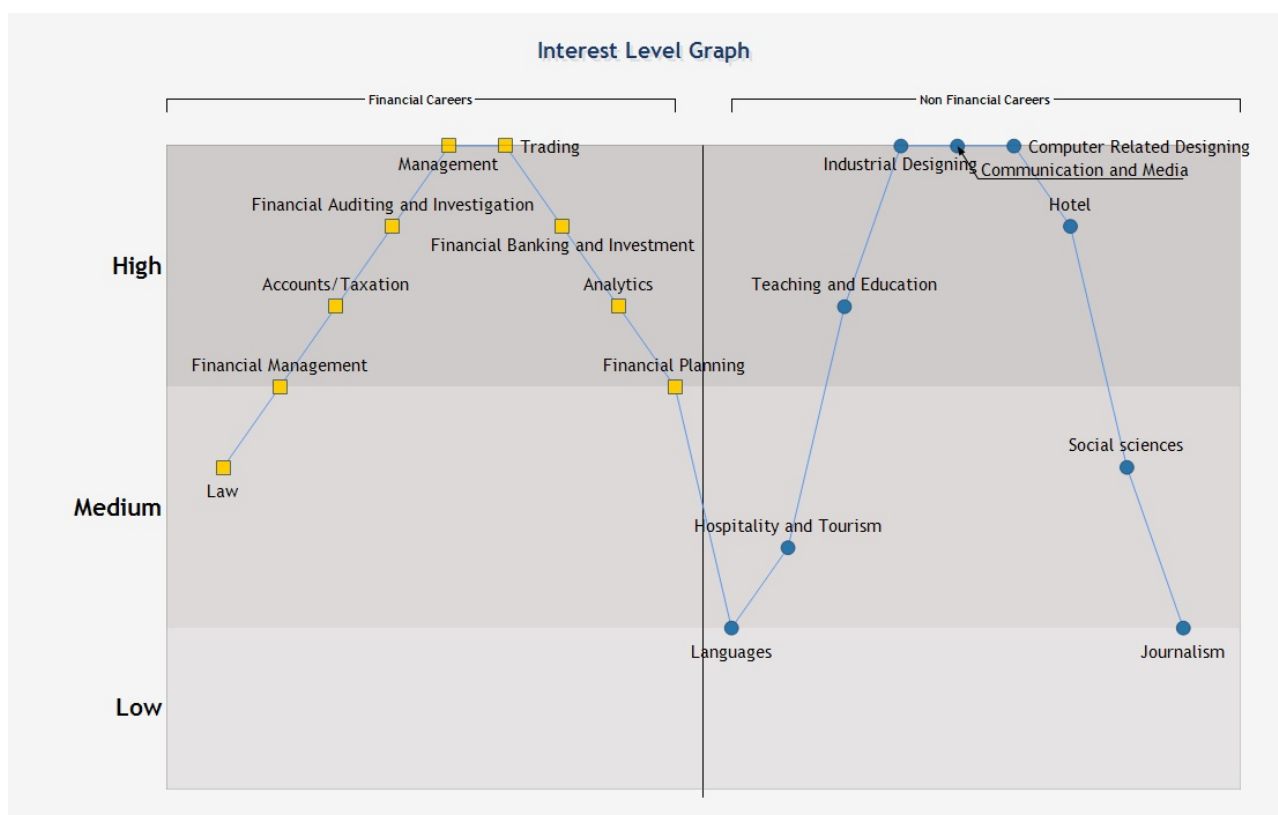 Interest Level Graph
Financial Careers
Non Financial Careers
Trading
Computer Related Designing
Management
Industrial Designing
Communication and Media
Financial Auditing and Investigation
Hotel
Financial Banking and Investment
High
Accounts/Taxation
Analytics
Teaching and Education
Financial Management
Financial Planning
Social sciences
Law
Medium
Hospitality and Tourism
Languages
Journalism
Low